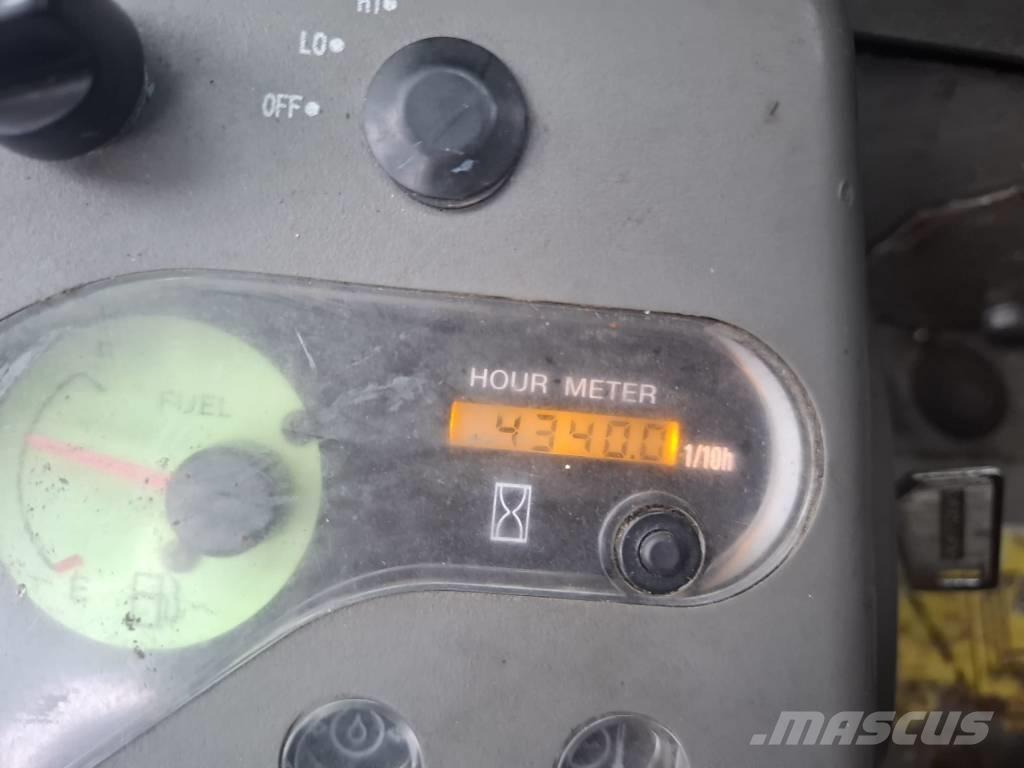 HI
LO
OFF
HOUR METER
4340.0
1/10h
FUEL
E
MASCUS